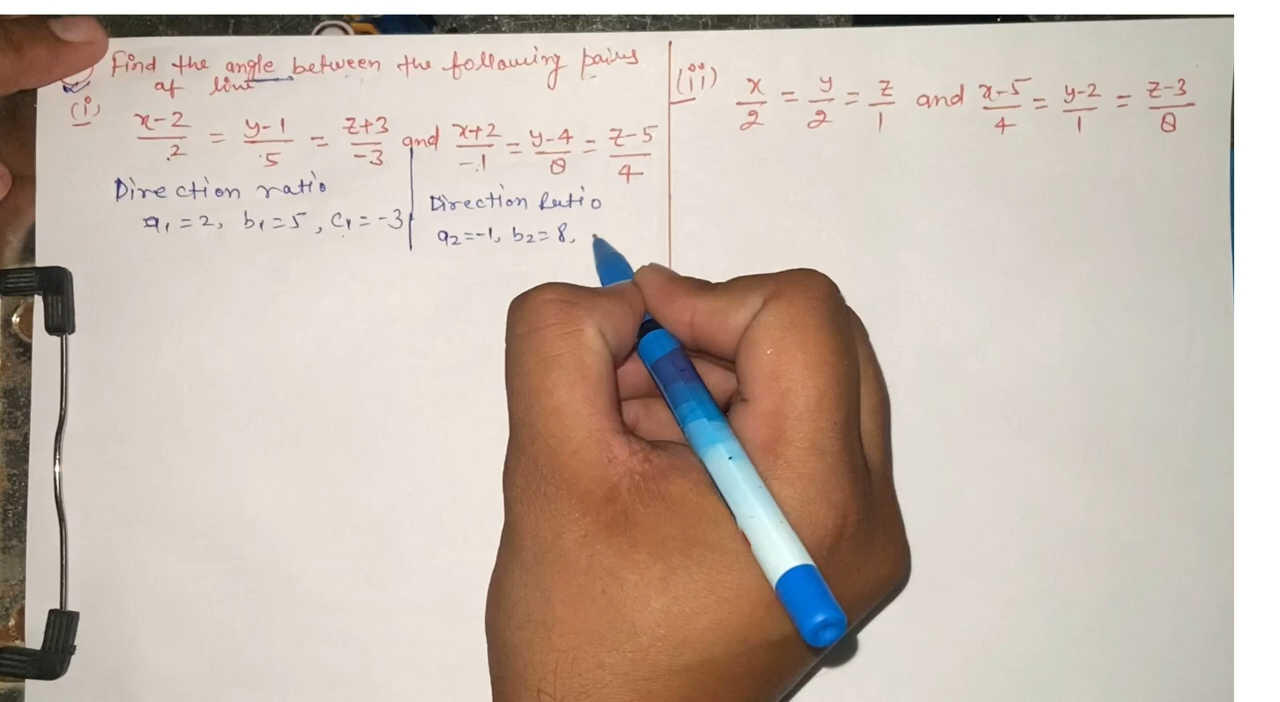 Find the angle between the following pairs
of line
(i) x-2/2 = y-1/5 = z+3/-3 and x+2/-1 = y-4/8 = z-5/4
Direction ratio
a₁=2, b₁=5, c₁=-3
Direction Ratio
a₂=-1, b₂=8,
(ii) x/2 = y/2 = z/1 and x-5/4 = y-2/1 = z-3/8